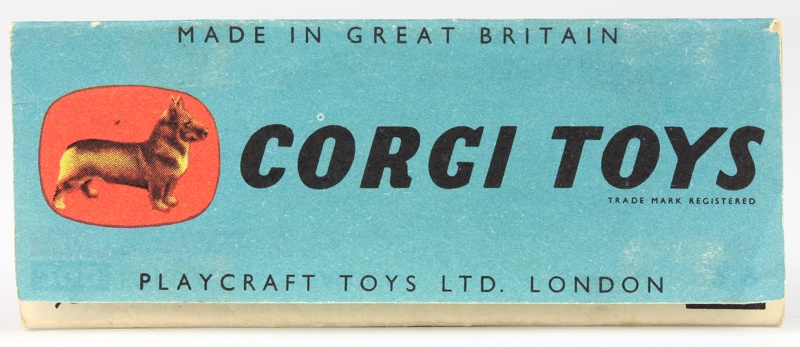 MADE IN GREAT BRITAIN
CORGI TOYS
TRADE MARK REGISTERED
PLAYCRAFT TOYS LTD. LONDON